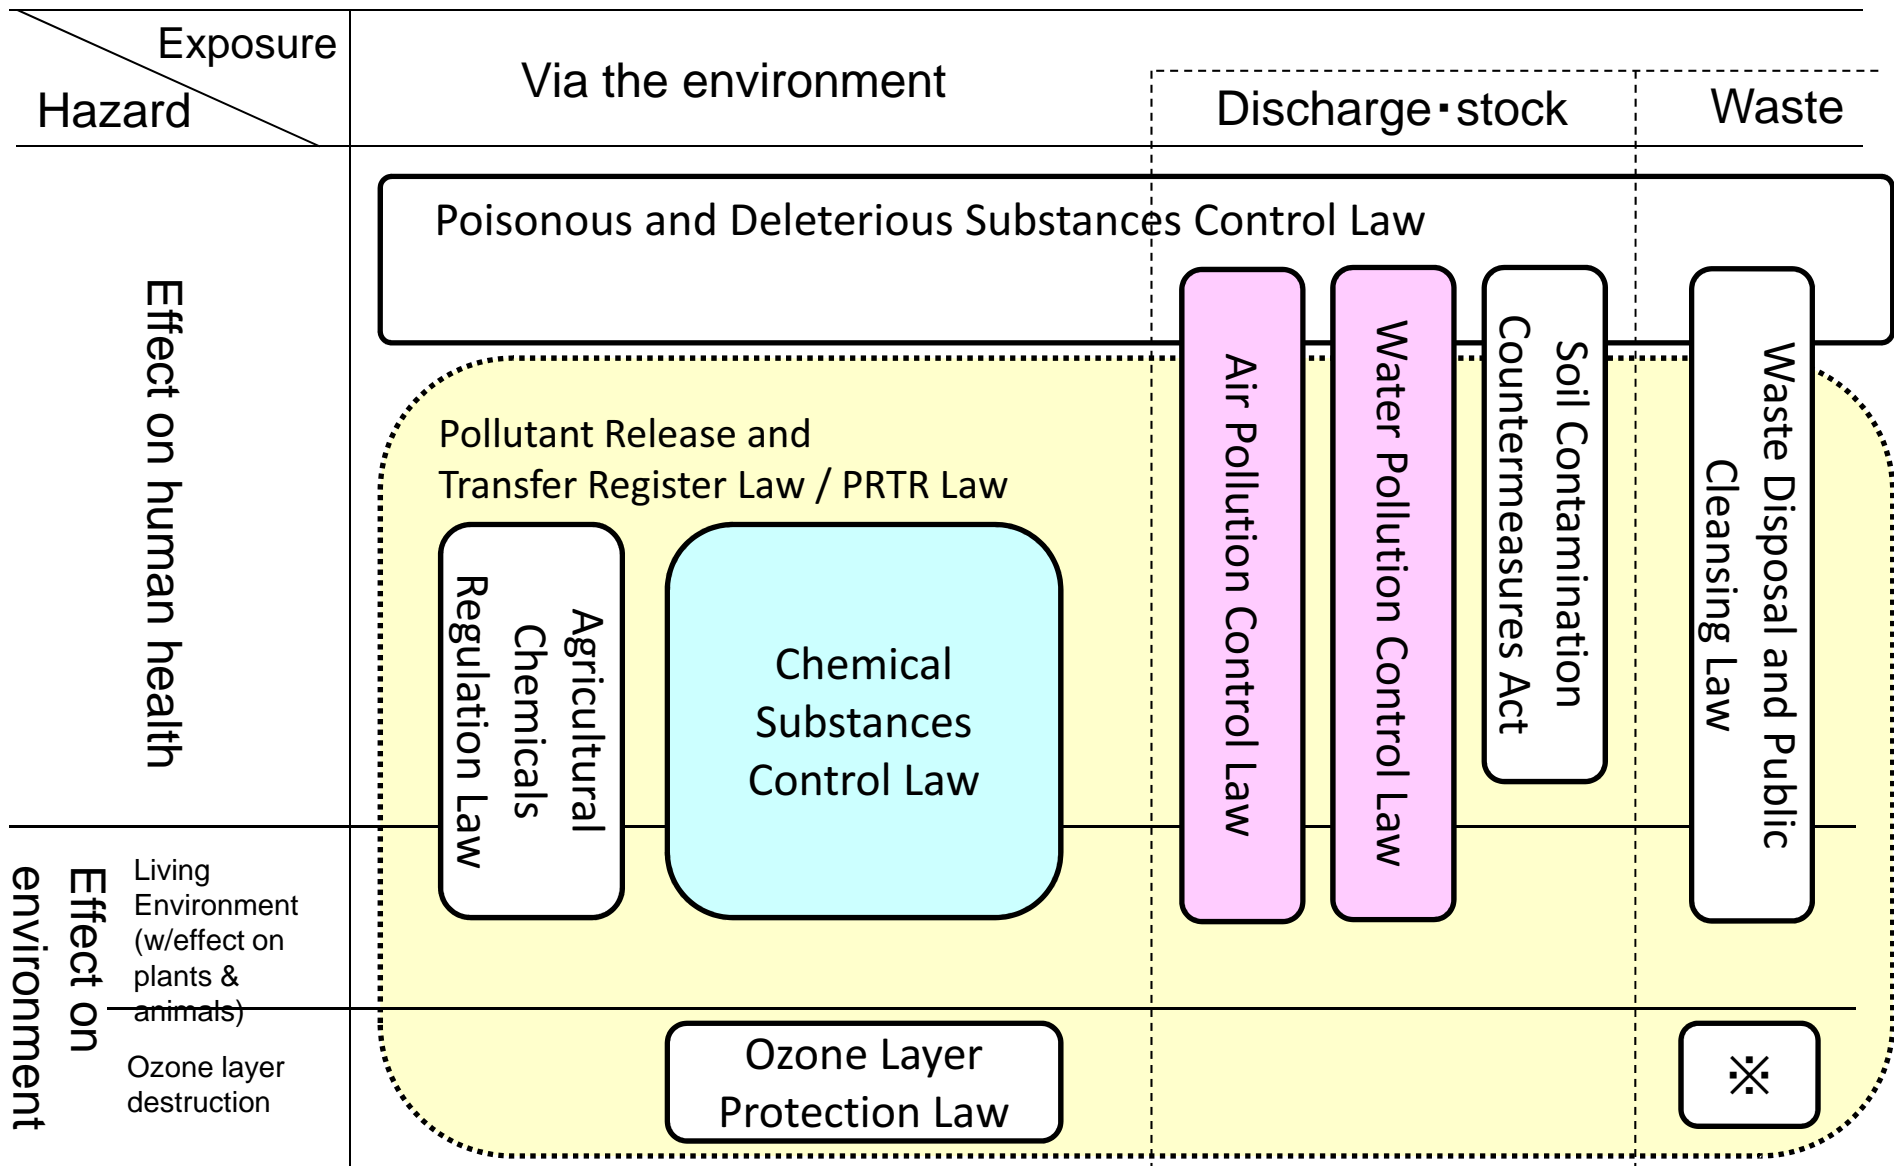 Exposure
Hazard
Via the environment
Discharge・stock
Waste
Effect on human health
Poisonous and Deleterious Substances Control Law
Pollutant Release and
Transfer Register Law / PRTR Law
Agricultural
Chemicals
Regulation Law
Chemical
Substances
Control Law
Air Pollution Control Law
Water Pollution Control Law
Soil Contamination
Countermeasures Act
Waste Disposal and Public
Cleansing Law
Effect on
environment
Living
Environment
(w/effect on
plants &
animals)
Ozone layer
destruction
Ozone Layer
Protection Law
※